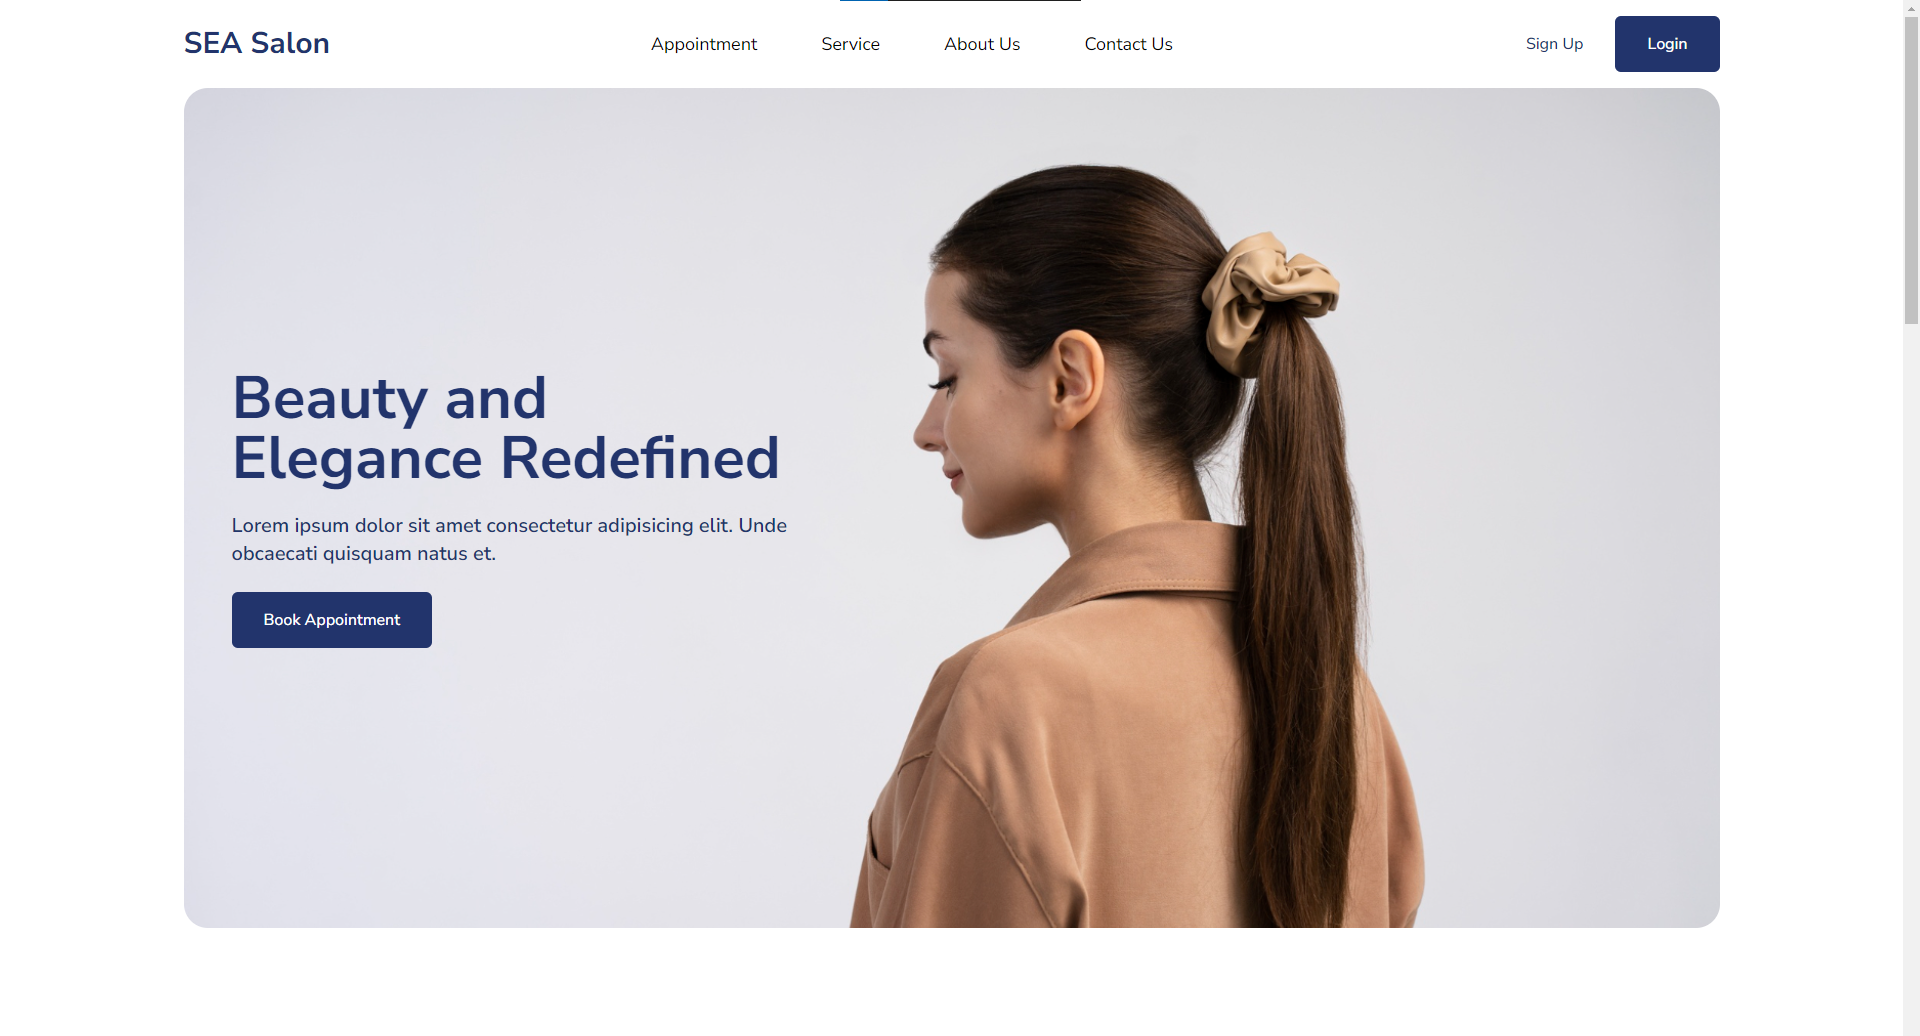 SEA Salon
Appointment
Service
About Us
Contact Us
Sign Up
Login
Beauty and
Elegance Redefined
Lorem ipsum dolor sit amet consectetur adipisicing elit. Unde
obcaecati quisquam natus et.
Book Appointment